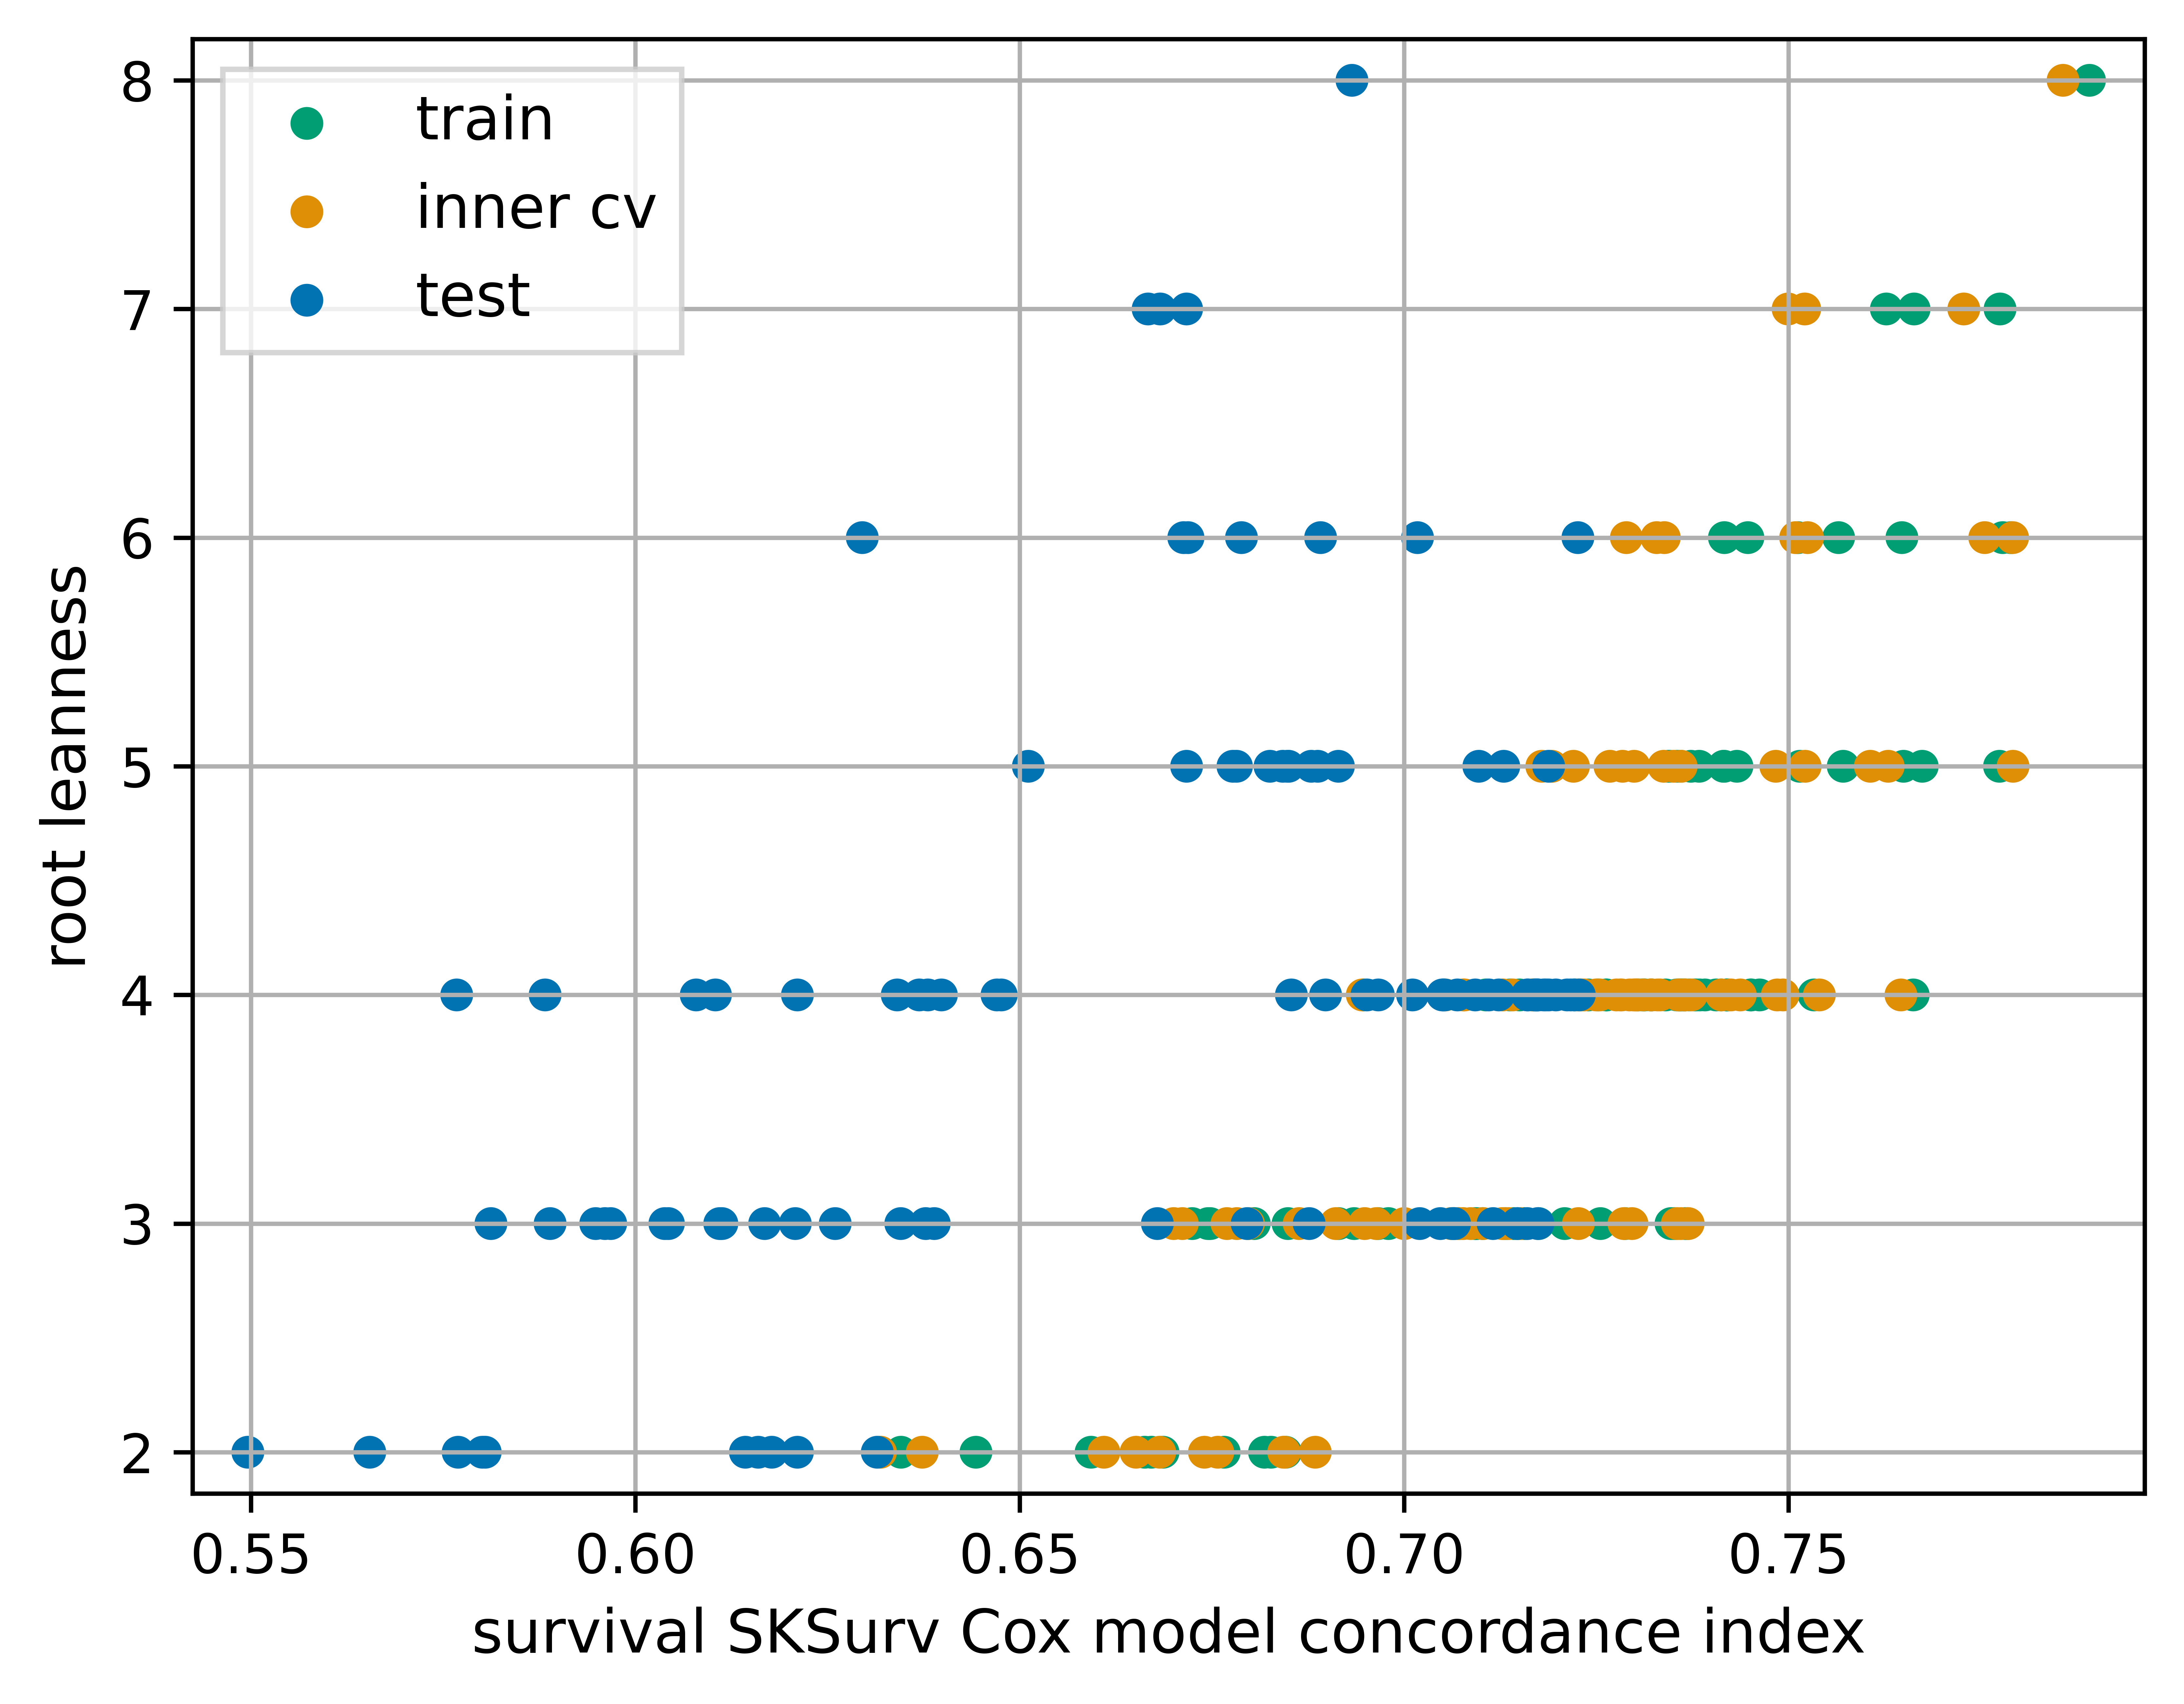 train
inner cv
test
8
7
6
5
4
3
2
root leanness
0.55 0.60 0.65 0.70 0.75
survival SKSurv Cox model concordance index